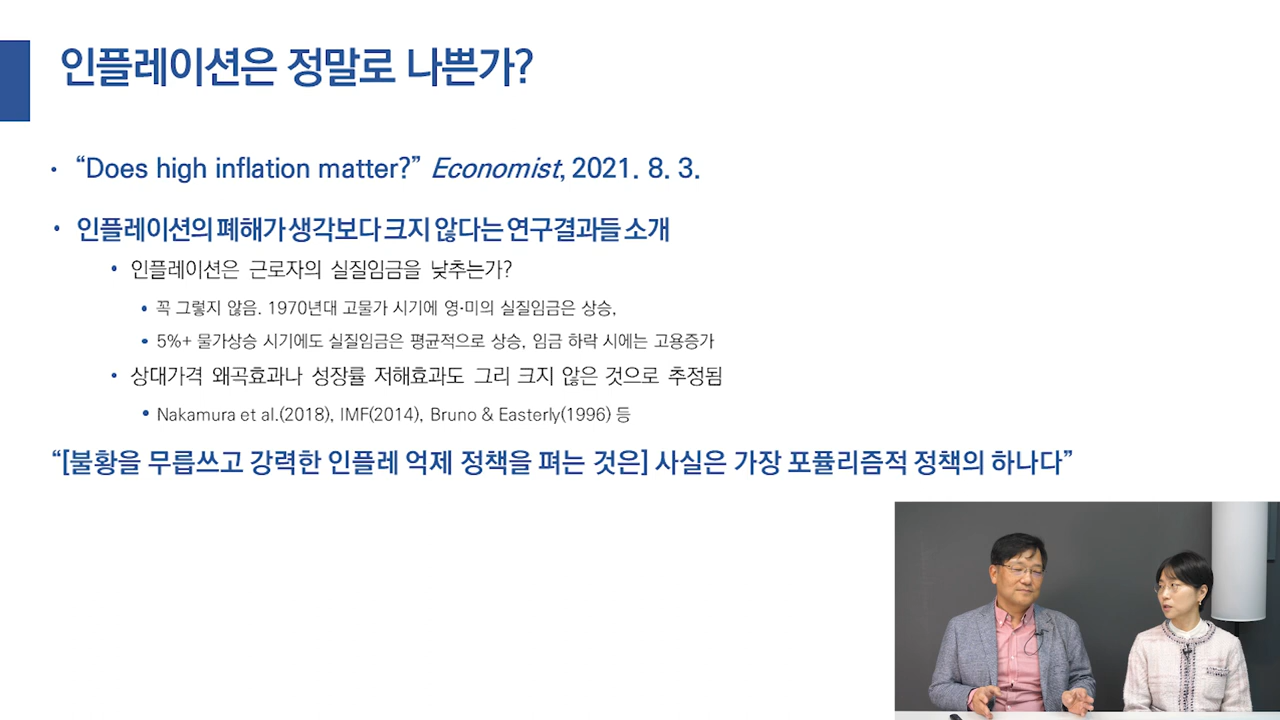 인플레이션은 정말로 나쁜가?
• “Does high inflation matter?” Economist, 2021. 8. 3.
• 인플레이션의 폐해가 생각보다 크지 않다는 연구결과들 소개
• 인플레이션은 근로자의 실질임금을 낮추는가?
• 꼭 그렇지 않음. 1970년대 고물가 시기에 영·미의 실질임금은 상승,
• 5%+ 물가상승 시기에도 실질임금은 평균적으로 상승, 임금 하락 시에는 고용증가
• 상대가격 왜곡효과나 성장률 저해효과도 그리 크지 않은 것으로 추정됨
• Nakamura et al.(2018), IMF(2014), Bruno & Easterly(1996) 등
“[불황을 무릅쓰고 강력한 인플레 억제 정책을 펴는 것은] 사실은 가장 포퓰리즘적 정책의 하나다”